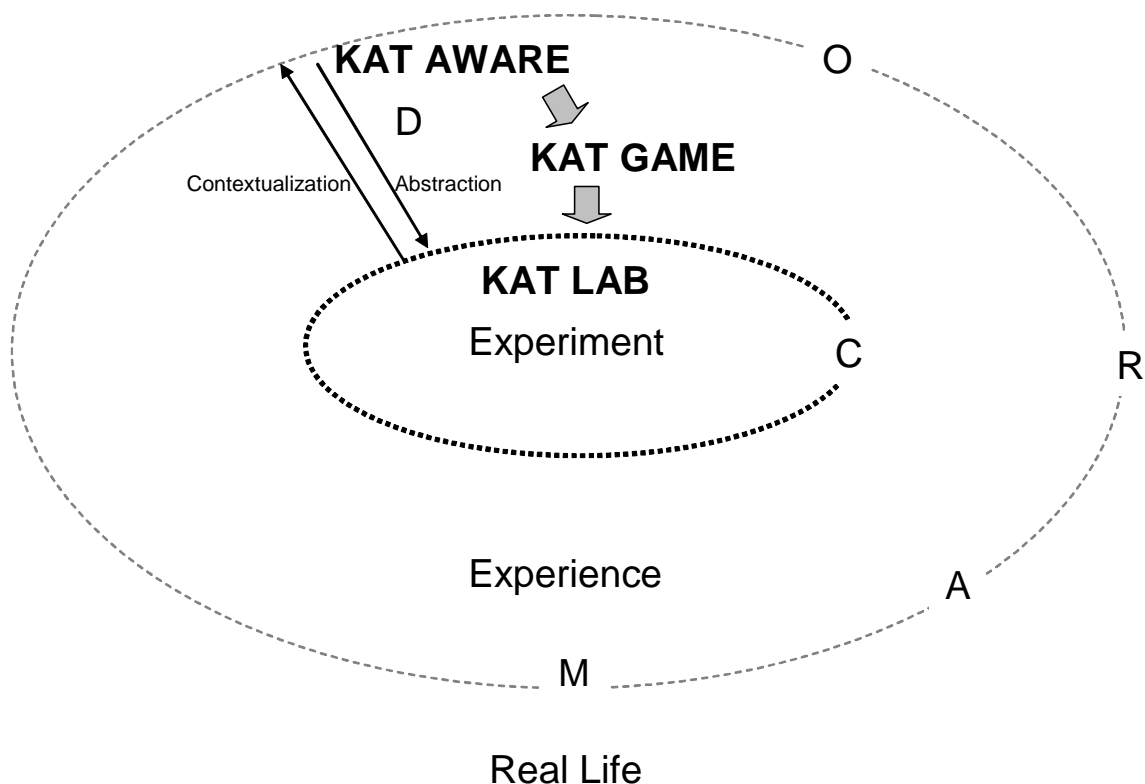 KAT AWARE
O
D
KAT GAME
Contextualization
Abstraction
KAT LAB
Experiment
C
R
Experience
A
M
Real Life